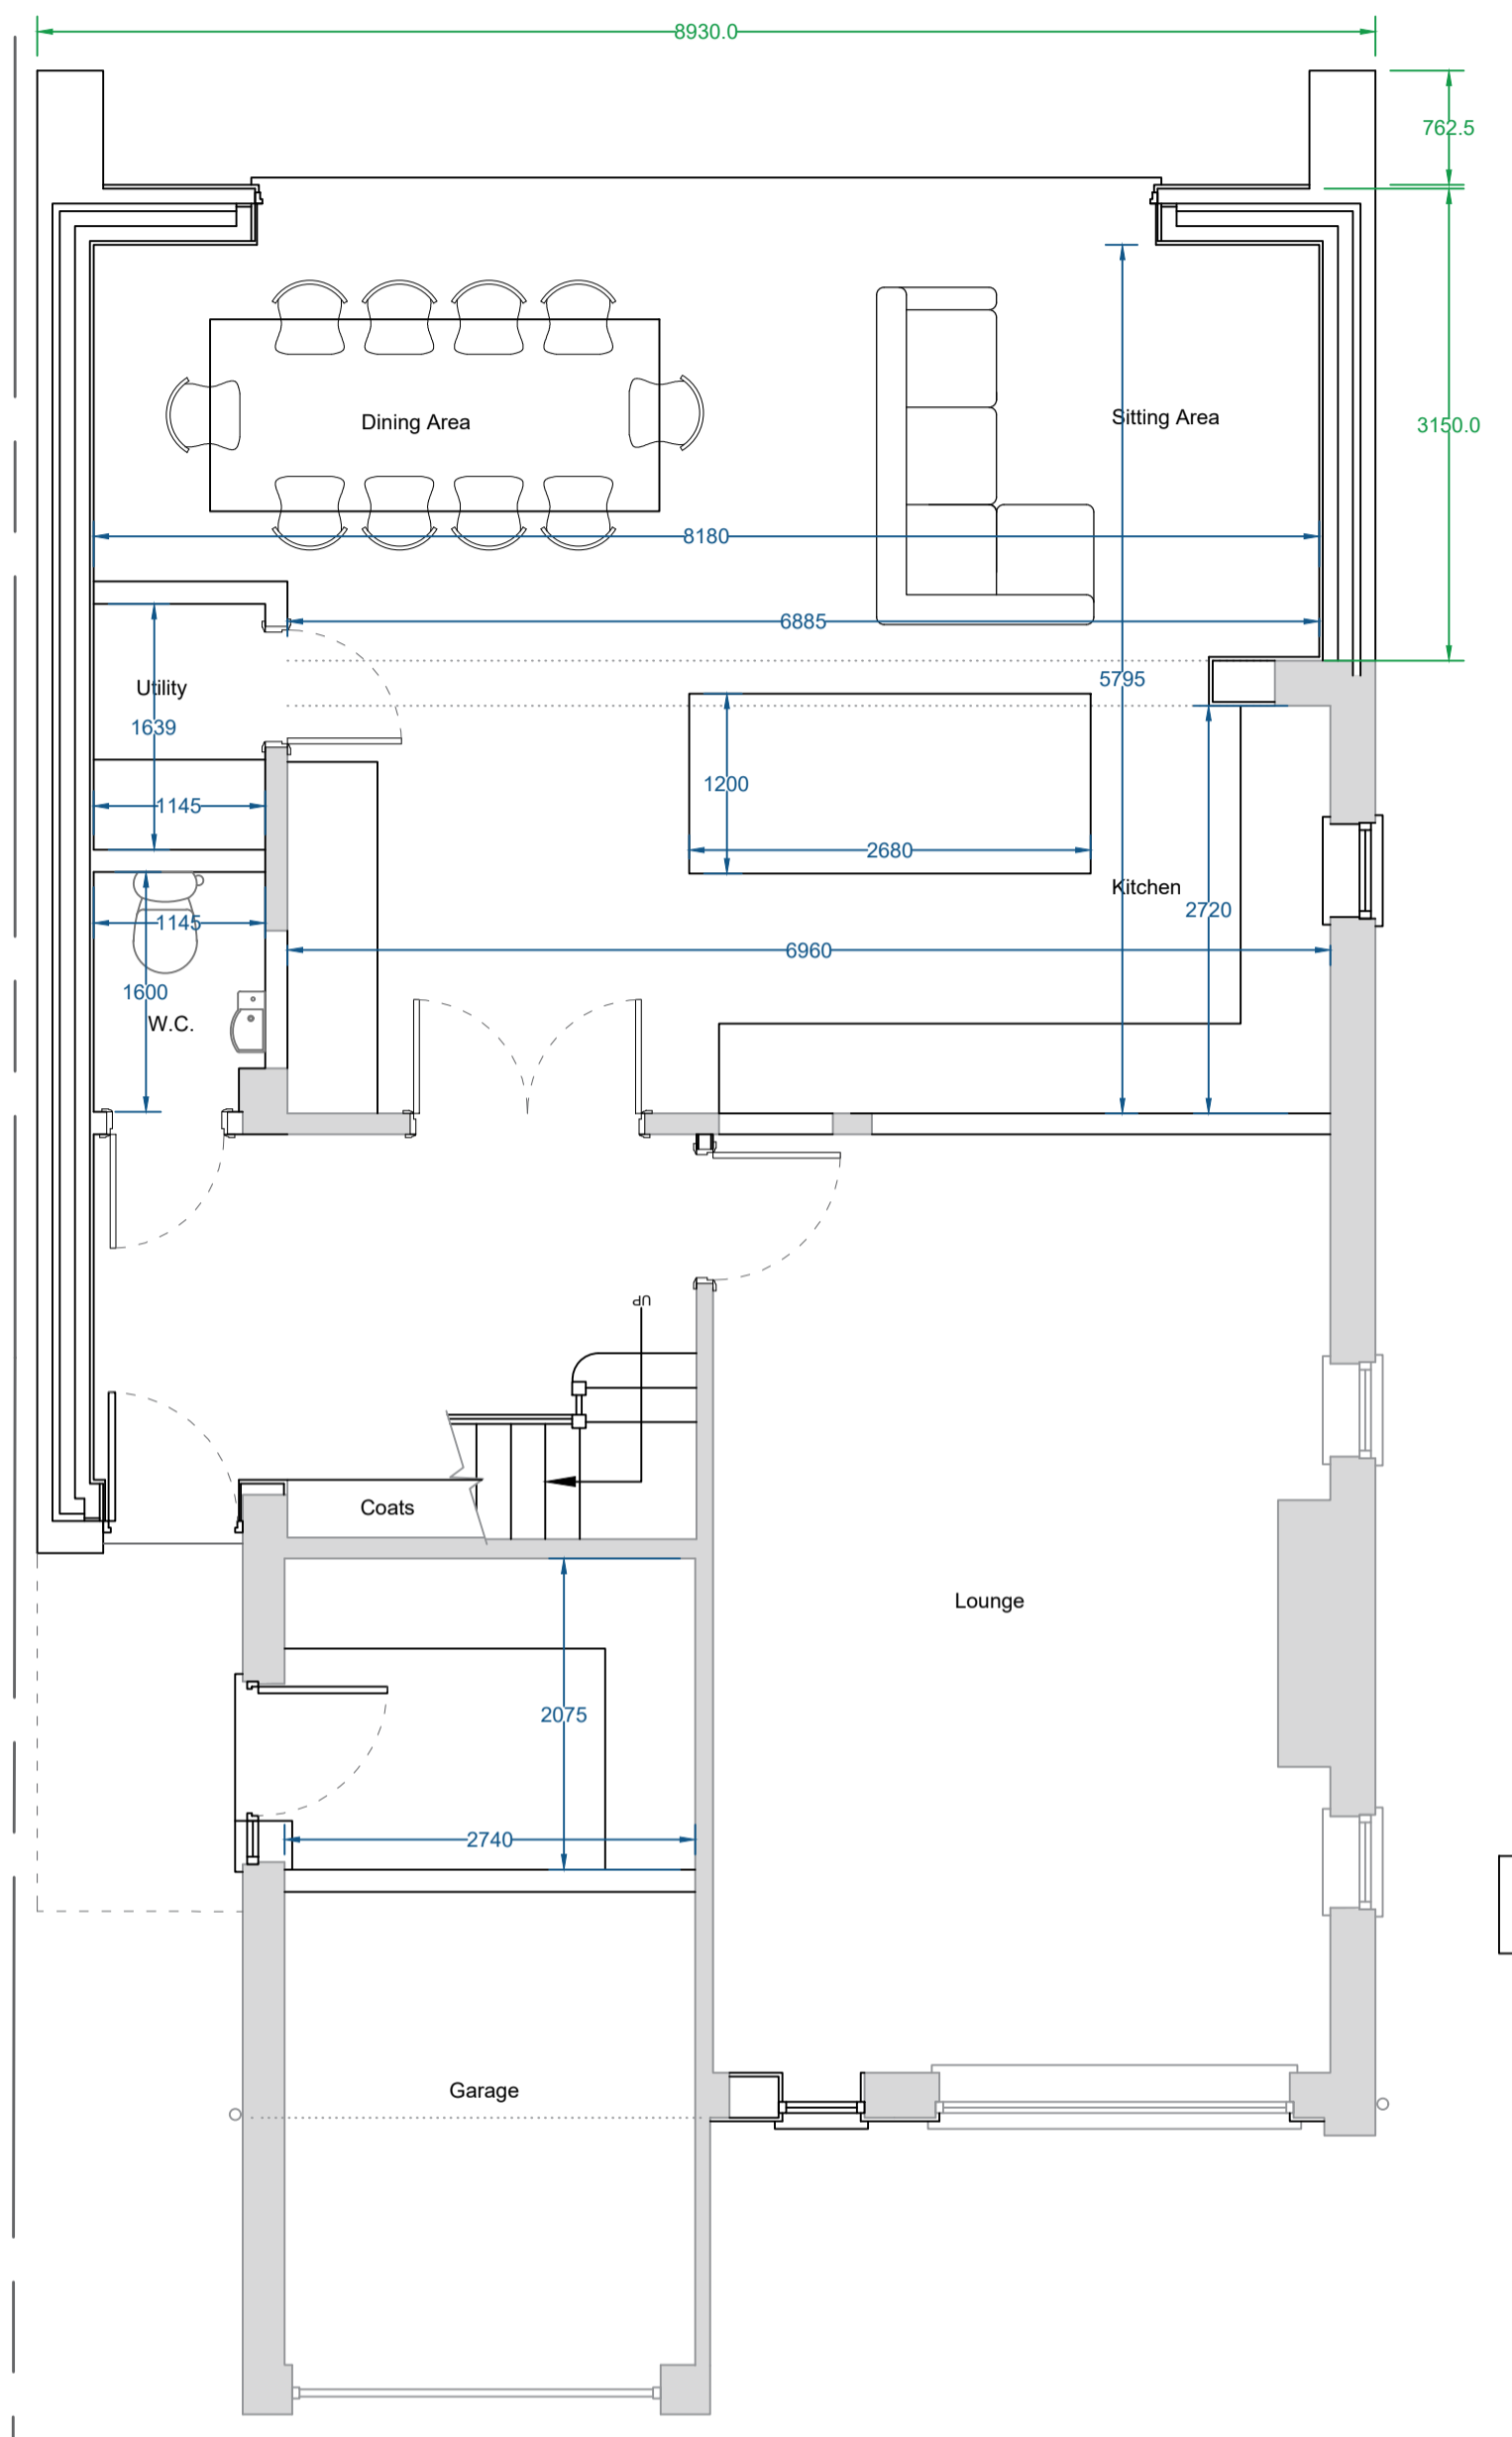 8930.0
762.5
Dining Area
Sitting Area
3150.0
8180
6885
5795
Utility
1639
1200
1145
2680
Kitchen
2720
1145
6960
1600
W.C.
UP
Coats
Lounge
2075
2740
Garage